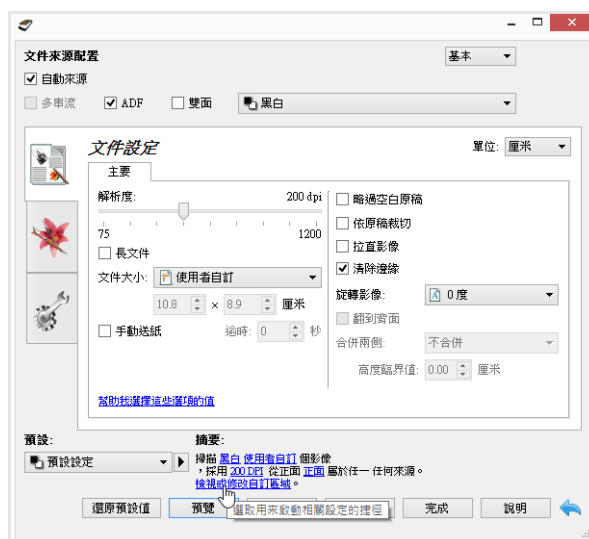 文件來源配置
基本
自動來源
多串流 ADF 雙面 黑白
文件設定
單位: 厘米
主要
解析度: 200 dpi
75 1200
長文件
文件大小: 使用者自訂
10.8 × 8.9 厘米
手動送紙 逾時: 0 秒
幫助我選擇這些選項的值
略過空白原稿
依原稿裁切
拉直影像
清除邊緣
旋轉影像: 0 度
翻到背面
合併兩側: 不合併
高度臨界值: 0.00 厘米
預設:
預設設定
摘要:
掃描 黑白 使用者自訂 個影像
，採用 200 DPI 從正面 正面 屬於任一 任何來源。
檢視或修改自訂區域。
還原預設值 預覽 完成 說明
選取用來啟動相關設定的捷徑